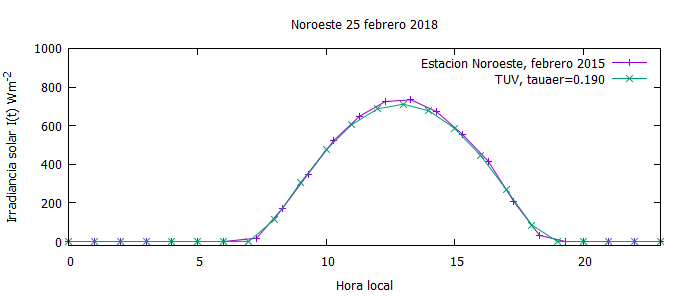 Noroeste 25 febrero 2018
1000
800
600
400
200
0
Irradiancia solar I(t) Wm-2
Estacion Noroeste, febrero 2015
TUV, tauaer=0.190
0 5 10 15 20
Hora local